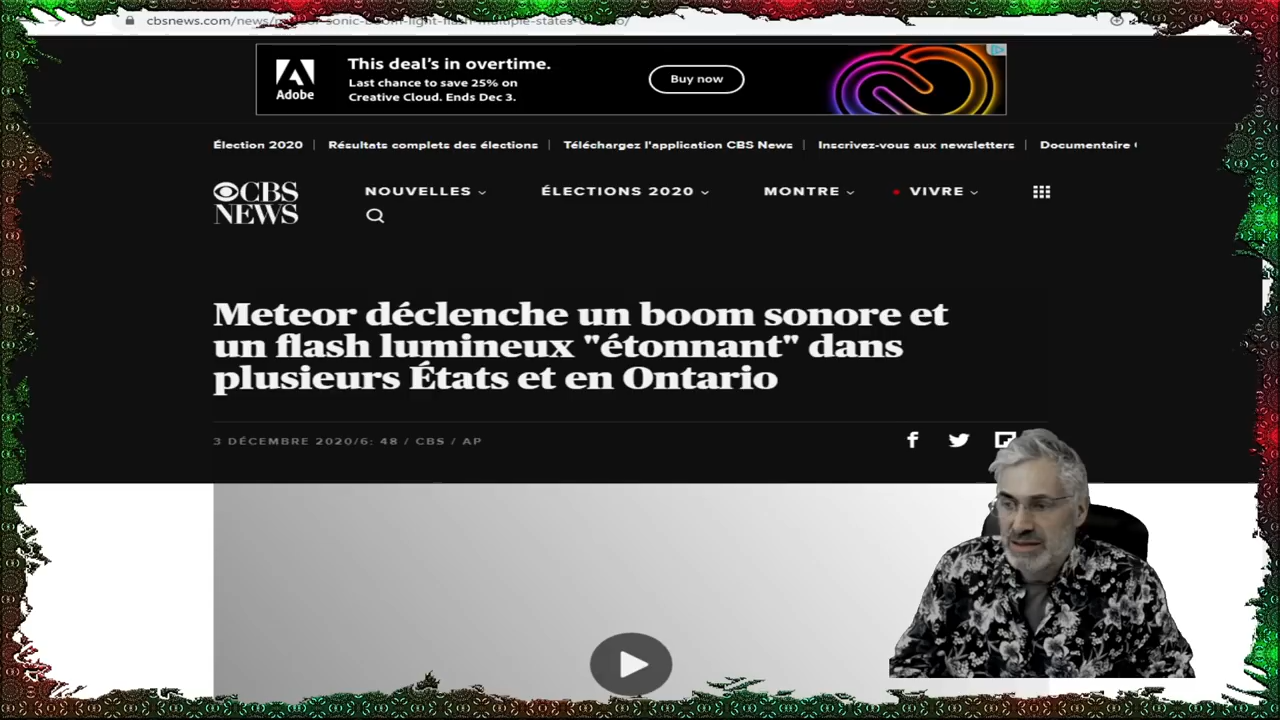 This deal's in overtime.
Last chance to save 25% on
Creative Cloud. Ends Dec 3.
Adobe
Buy now
Élection 2020 | Résultats complets des élections | Téléchargez l'application CBS News | Inscrivez-vous aux newsletters | Documentaire
CBS NEWS
NOUVELLES ÉLECTIONS 2020 MONTRE VIVRE
Meteor déclenche un boom sonore et
un flash lumineux "étonnant" dans
plusieurs États et en Ontario
3 DÉCEMBRE 2020/6: 48 / CBS / AP